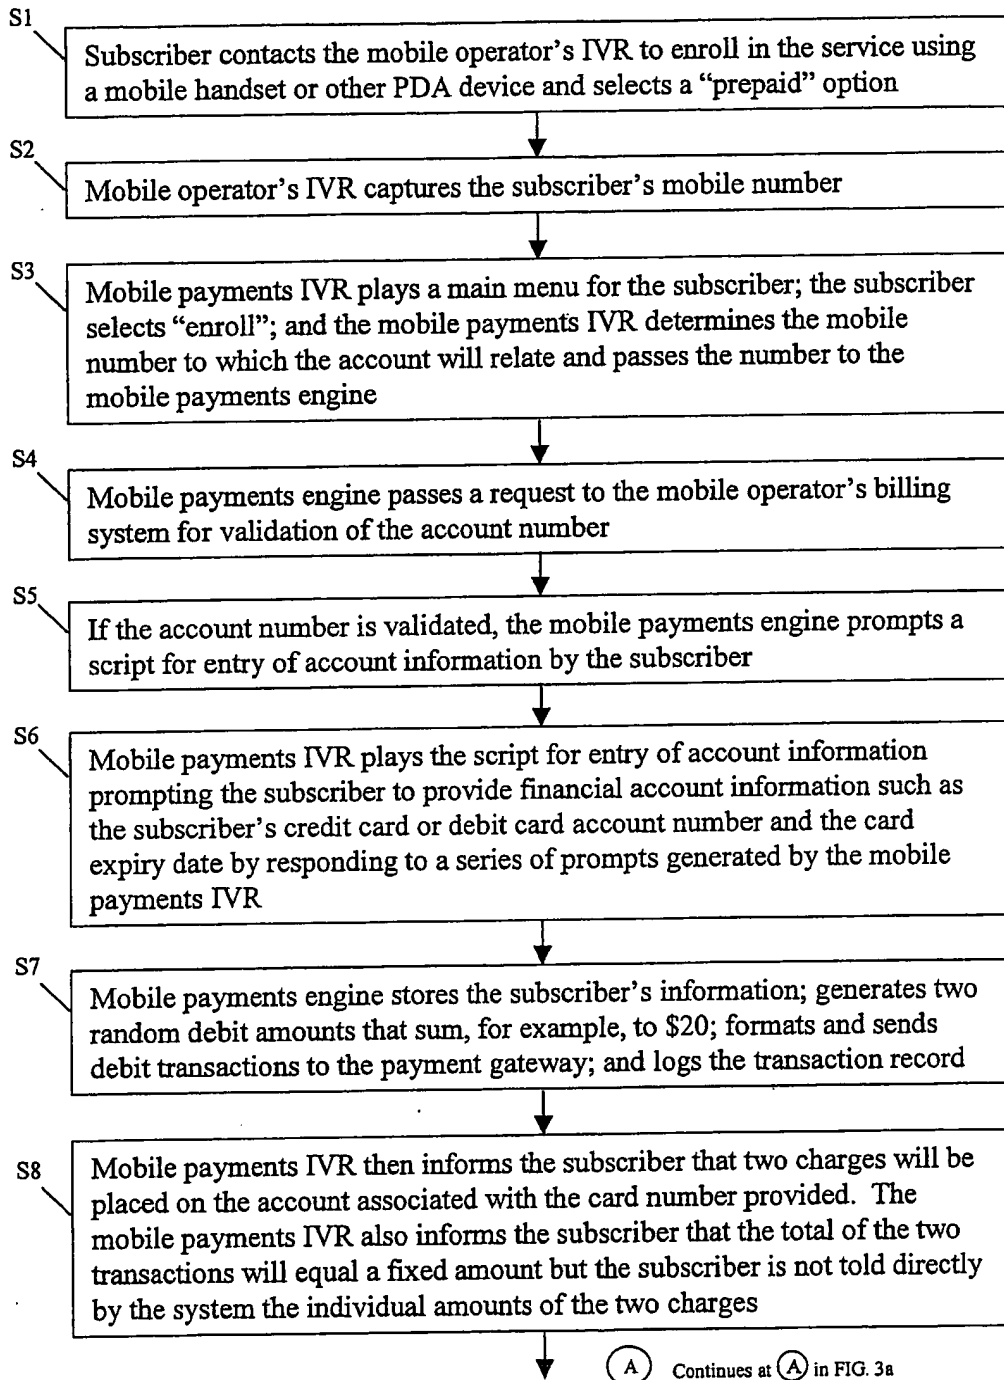 S1
Subscriber contacts the mobile operator's IVR to enroll in the service using
a mobile handset or other PDA device and selects a “prepaid” option
S2
Mobile operator's IVR captures the subscriber's mobile number
S3
Mobile payments IVR plays a main menu for the subscriber; the subscriber
selects “enroll”; and the mobile payments IVR determines the mobile
number to which the account will relate and passes the number to the
mobile payments engine
S4
Mobile payments engine passes a request to the mobile operator's billing
system for validation of the account number
S5
If the account number is validated, the mobile payments engine prompts a
script for entry of account information by the subscriber
S6
Mobile payments IVR plays the script for entry of account information
prompting the subscriber to provide financial account information such as
the subscriber's credit card or debit card account number and the card
expiry date by responding to a series of prompts generated by the mobile
payments IVR
S7
Mobile payments engine stores the subscriber's information; generates two
random debit amounts that sum, for example, to $20; formats and sends
debit transactions to the payment gateway; and logs the transaction record
S8
Mobile payments IVR then informs the subscriber that two charges will be
placed on the account associated with the card number provided. The
mobile payments IVR also informs the subscriber that the total of the two
transactions will equal a fixed amount but the subscriber is not told directly
by the system the individual amounts of the two charges
A Continues at A in FIG. 3a